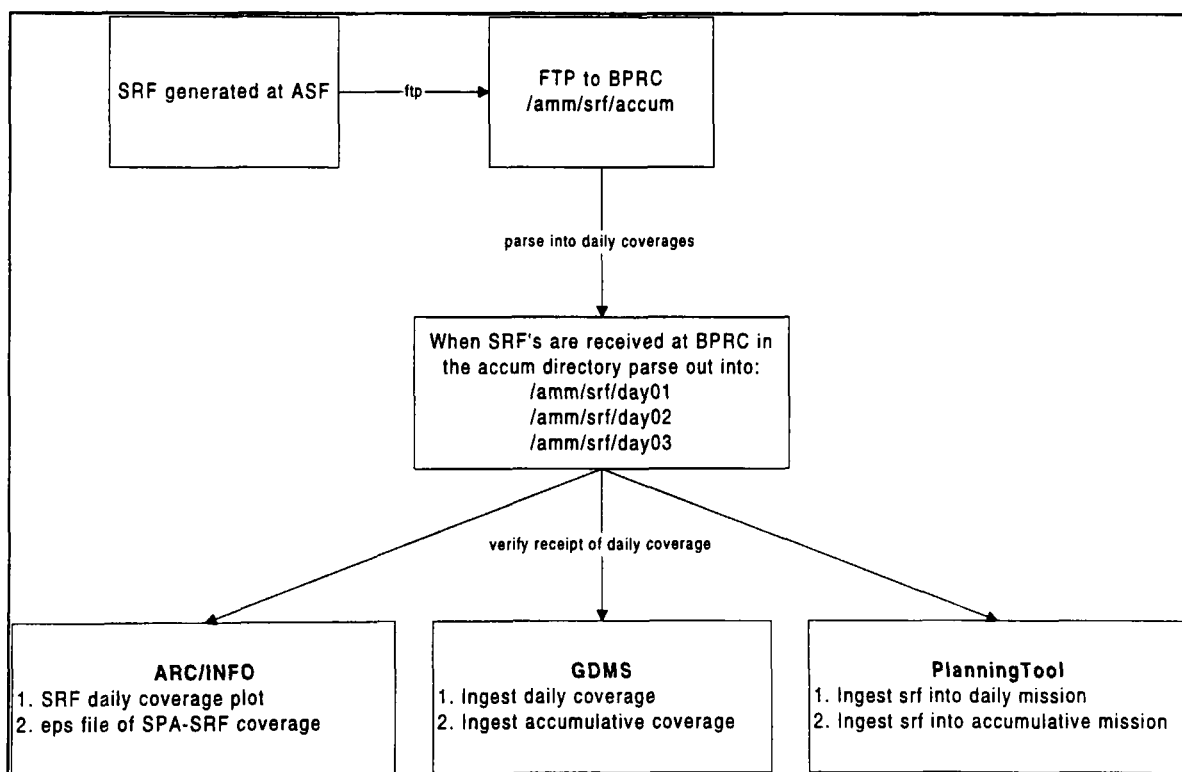 SRF generated at ASF
ftp
FTP to BPRC
/amm/srf/accum
parse into daily coverages
When SRF's are received at BPRC in
the accum directory parse out into:
/amm/srf/day01
/amm/srf/day02
/amm/srf/day03
verify receipt of daily coverage
ARC/INFO
1. SRF daily coverage plot
2. eps file of SPA-SRF coverage
GDMS
1. Ingest daily coverage
2. Ingest accumulative coverage
PlanningTool
1. Ingest srf into daily mission
2. Ingest srf into accumulative mission